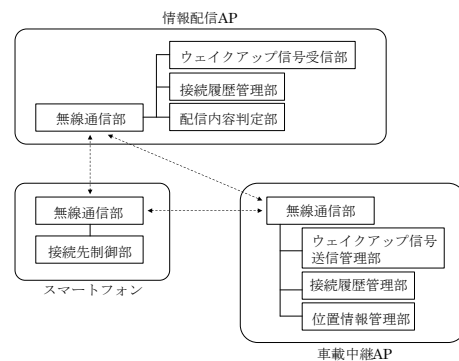 情報配信AP
ウェイクアップ信号受信部
接続履歴管理部
無線通信部
配信内容判定部
無線通信部
接続先制御部
スマートフォン
無線通信部
ウェイクアップ信号
送信管理部
接続履歴管理部
位置情報管理部
車載中継AP